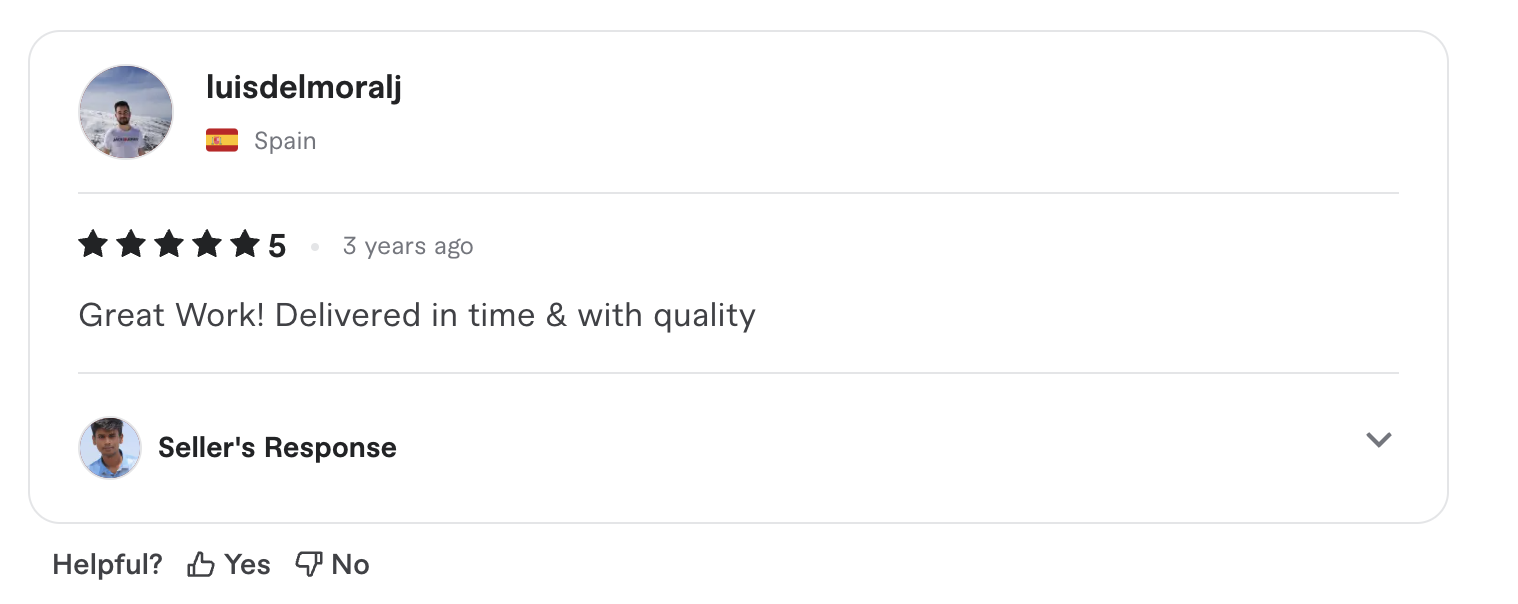 luisdelmoralj
Spain
5 • 3 years ago
Great Work! Delivered in time & with quality
Seller's Response
Helpful? Yes No